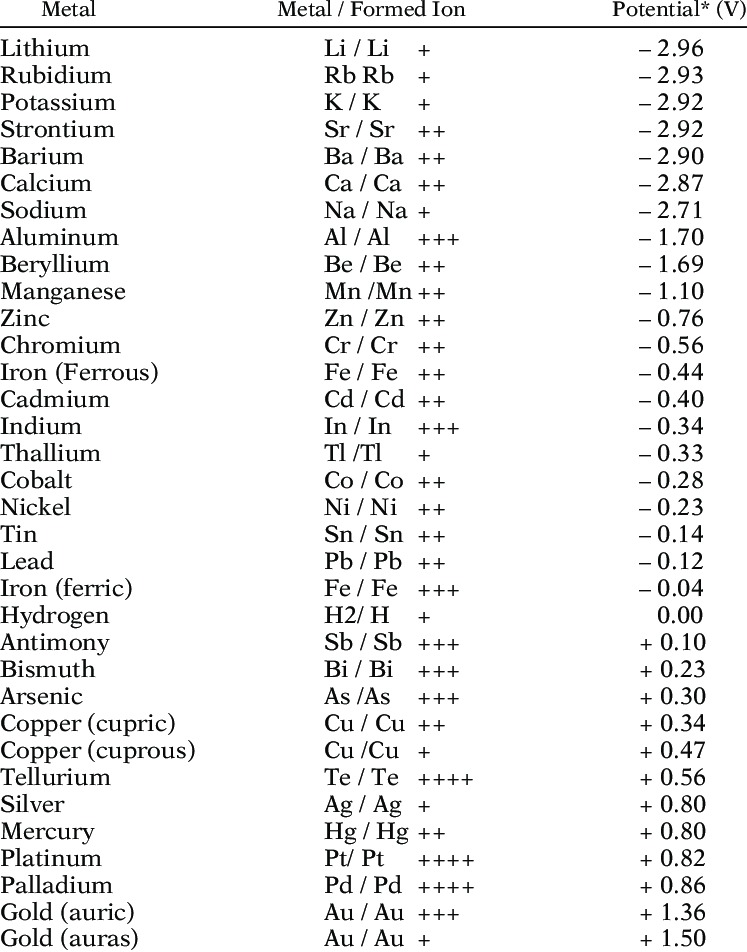 Metal Metal / Formed Ion Potential* (V)
Lithium Li / Li + – 2.96
Rubidium Rb Rb + – 2.93
Potassium K / K + – 2.92
Strontium Sr / Sr ++ – 2.92
Barium Ba / Ba ++ – 2.90
Calcium Ca / Ca ++ – 2.87
Sodium Na / Na + – 2.71
Aluminum Al / Al +++ – 1.70
Beryllium Be / Be ++ – 1.69
Manganese Mn /Mn ++ – 1.10
Zinc Zn / Zn ++ – 0.76
Chromium Cr / Cr ++ – 0.56
Iron (Ferrous) Fe / Fe ++ – 0.44
Cadmium Cd / Cd ++ – 0.40
Indium In / In +++ – 0.34
Thallium Tl /Tl + – 0.33
Cobalt Co / Co ++ – 0.28
Nickel Ni / Ni ++ – 0.23
Tin Sn / Sn ++ – 0.14
Lead Pb / Pb ++ – 0.12
Iron (ferric) Fe / Fe +++ – 0.04
Hydrogen H2/ H + 0.00
Antimony Sb / Sb +++ + 0.10
Bismuth Bi / Bi +++ + 0.23
Arsenic As /As +++ + 0.30
Copper (cupric) Cu / Cu ++ + 0.34
Copper (cuprous) Cu /Cu + + 0.47
Tellurium Te / Te ++++ + 0.56
Silver Ag / Ag + + 0.80
Mercury Hg / Hg ++ + 0.80
Platinum Pt/ Pt ++++ + 0.82
Palladium Pd / Pd ++++ + 0.86
Gold (auric) Au / Au +++ + 1.36
Gold (auras) Au / Au + + 1.50